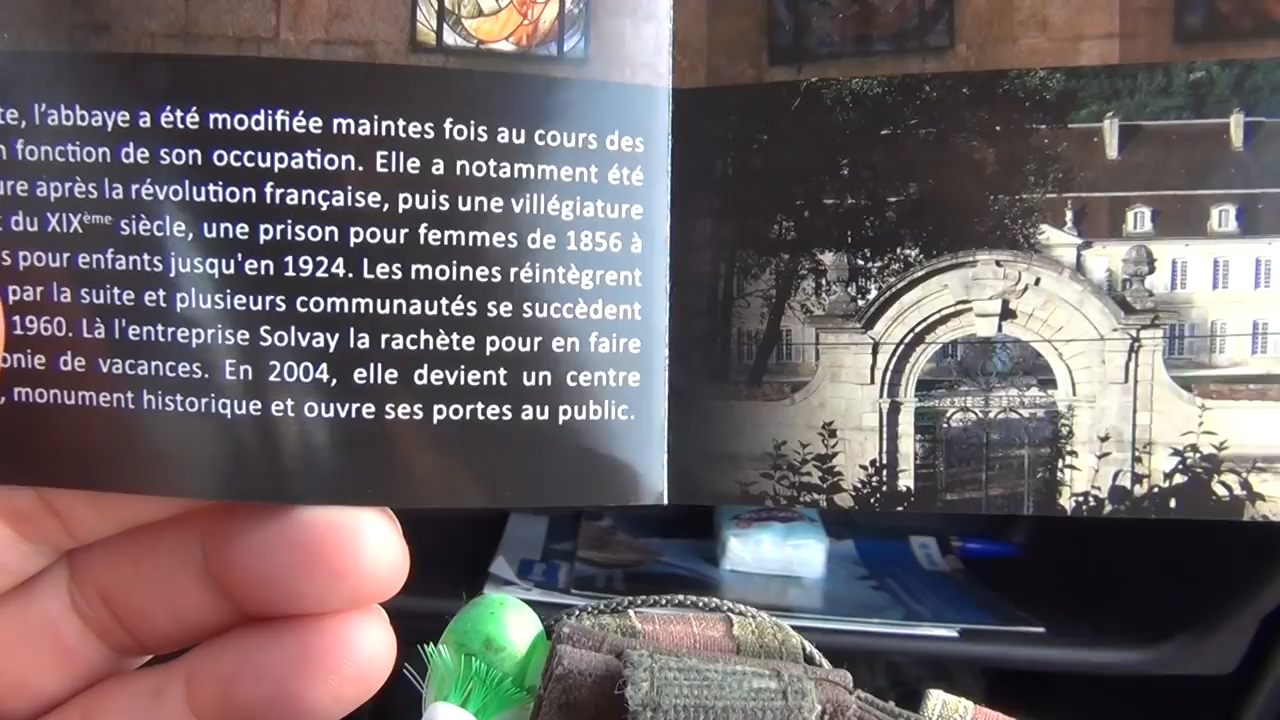 l'abbaye a été modifiée maintes fois au cours des
fonction de son occupation. Elle a notamment été
après la révolution française, puis une villégiature
du XIXème siècle, une prison pour femmes de 1856 à
pour enfants jusqu'en 1924. Les moines réintègrent
par la suite et plusieurs communautés se succèdent
1960. Là l'entreprise Solvay la rachète pour en faire
de vacances. En 2004, elle devient un centre
, monument historique et ouvre ses portes au public.